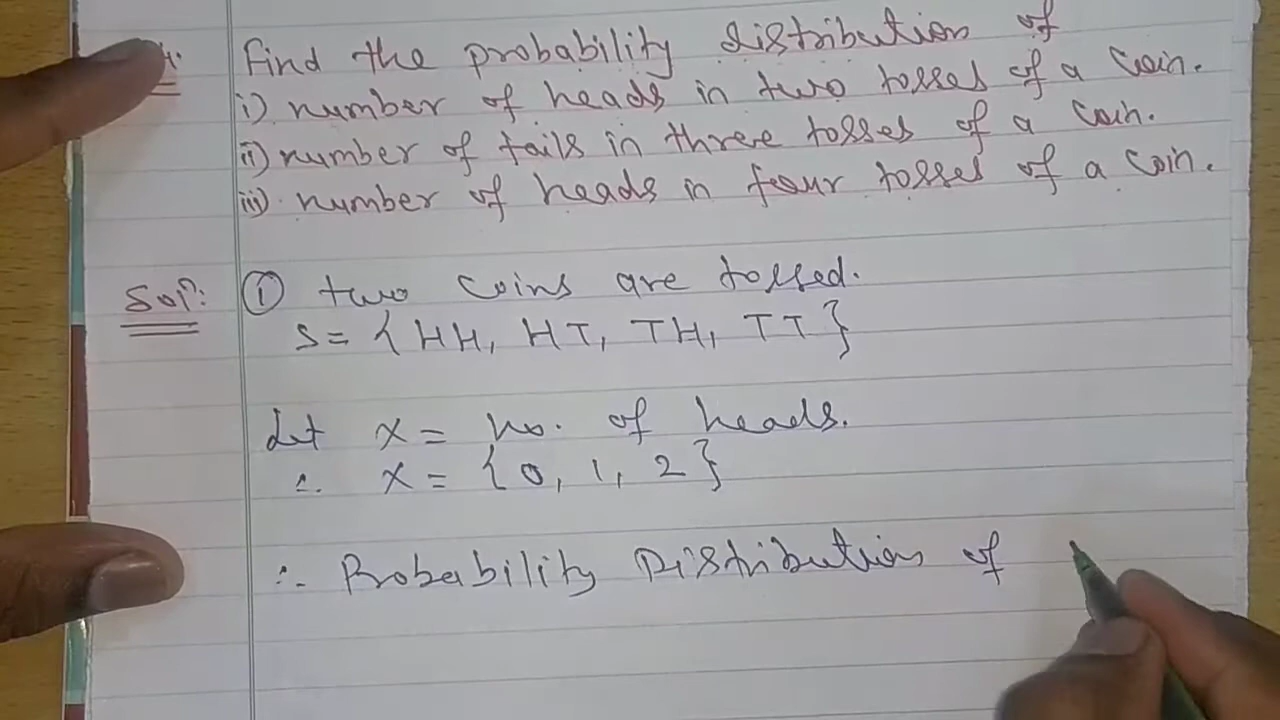 Find the probability distribution of
i) number of heads in two tosses of a coin.
ii) number of tails in three tosses of a coin.
iii) number of heads in four tosses of a coin.
Solⁿ: ① two coins are tossed.
S = {HH, HT, TH, TT}
Let X = no. of heads.
∴ X = {0, 1, 2}
∴ Probability Distribution of